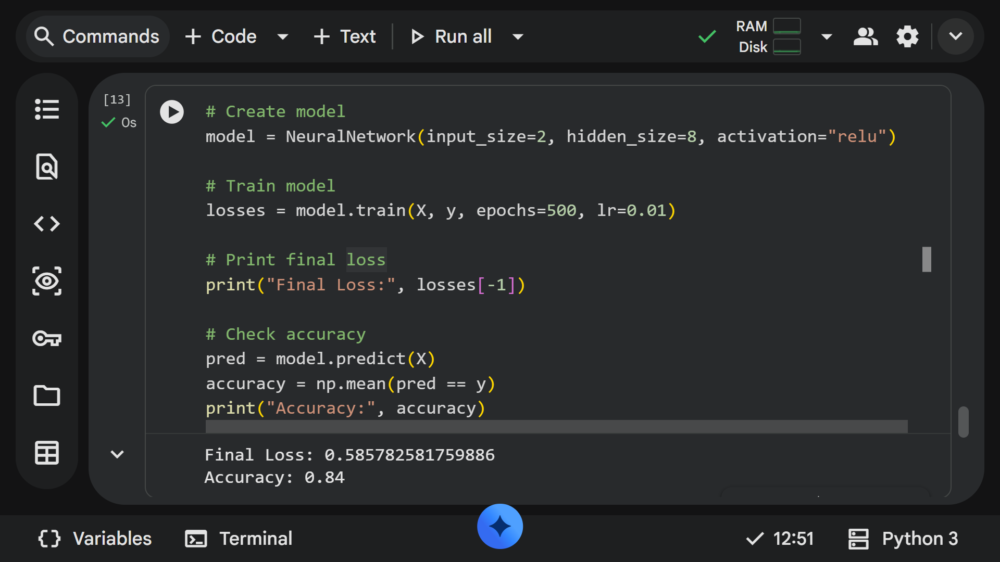 Commands + Code + Text Run all RAM
Disk
[13]
0s
# Create model
model = NeuralNetwork(input_size=2, hidden_size=8, activation="relu")
# Train model
losses = model.train(X, y, epochs=500, lr=0.01)
# Print final loss
print("Final Loss:", losses[-1])
# Check accuracy
pred = model.predict(X)
accuracy = np.mean(pred == y)
print("Accuracy:", accuracy)
Final Loss: 0.585782581759886
Accuracy: 0.84
Variables Terminal 12:51 Python 3